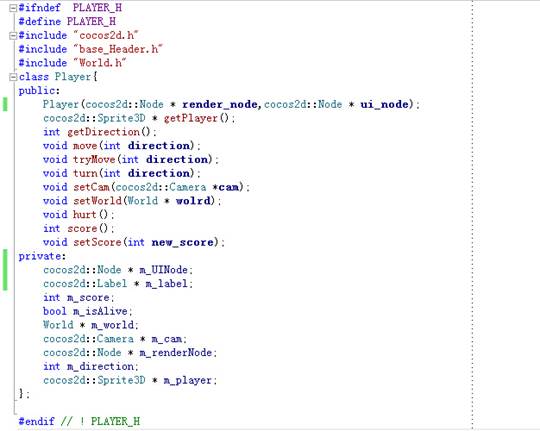 #ifndef  PLAYER_H
#define PLAYER_H
#include "cocos2d.h"
#include "base_Header.h"
#include "World.h"
class Player{
public:
    Player(cocos2d::Node * render_node,cocos2d::Node * ui_node);
    cocos2d::Sprite3D * getPlayer();
    int getDirection();
    void move(int direction);
    void tryMove(int direction);
    void turn(int direction);
    void setCam(cocos2d::Camera *cam);
    void setWorld(World * wolrd);
    void hurt();
    int score();
    void setScore(int new_score);
private:
    cocos2d::Node * m_UINode;
    cocos2d::Label * m_label;
    int m_score;
    bool m_isAlive;
    World * m_world;
    cocos2d::Camera * m_cam;
    cocos2d::Node * m_renderNode;
    int m_direction;
    cocos2d::Sprite3D * m_player;
};
#endif // ! PLAYER_H